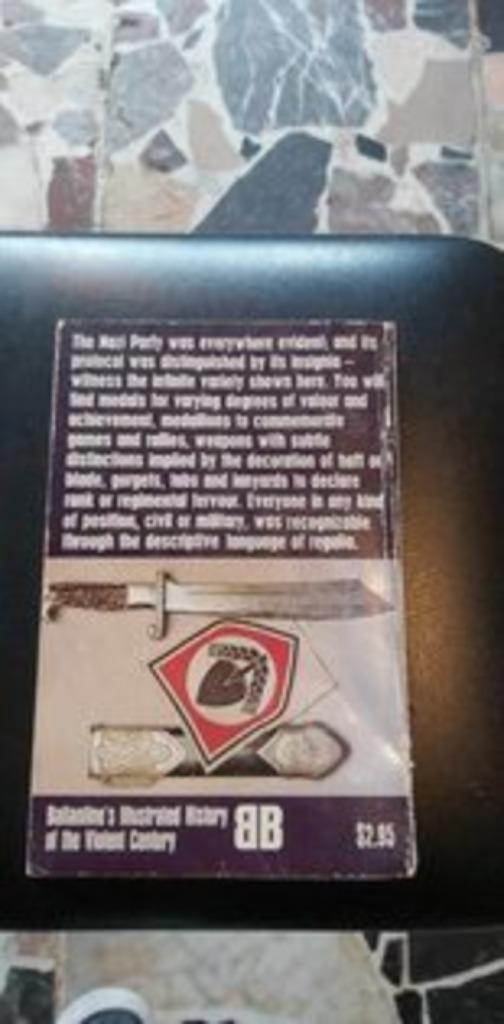 The Nazi Party was everywhere evident, and its
protocol was distinguished by its insignia –
witness the infinite variety shown here. You will
find medals for varying degrees of valour and
achievement, medallions to commemorate
games and rallies, weapons with subtle
distinctions implied by the decoration of haft or
blade, gorgets, tabs and lanyards to declare
rank or regimental fervour. Everyone in any kind
of position, civil or military, was recognizable
through the descriptive language of regalia.
Ballantine's Illustrated History
of the Violent Century
BB
$2.95